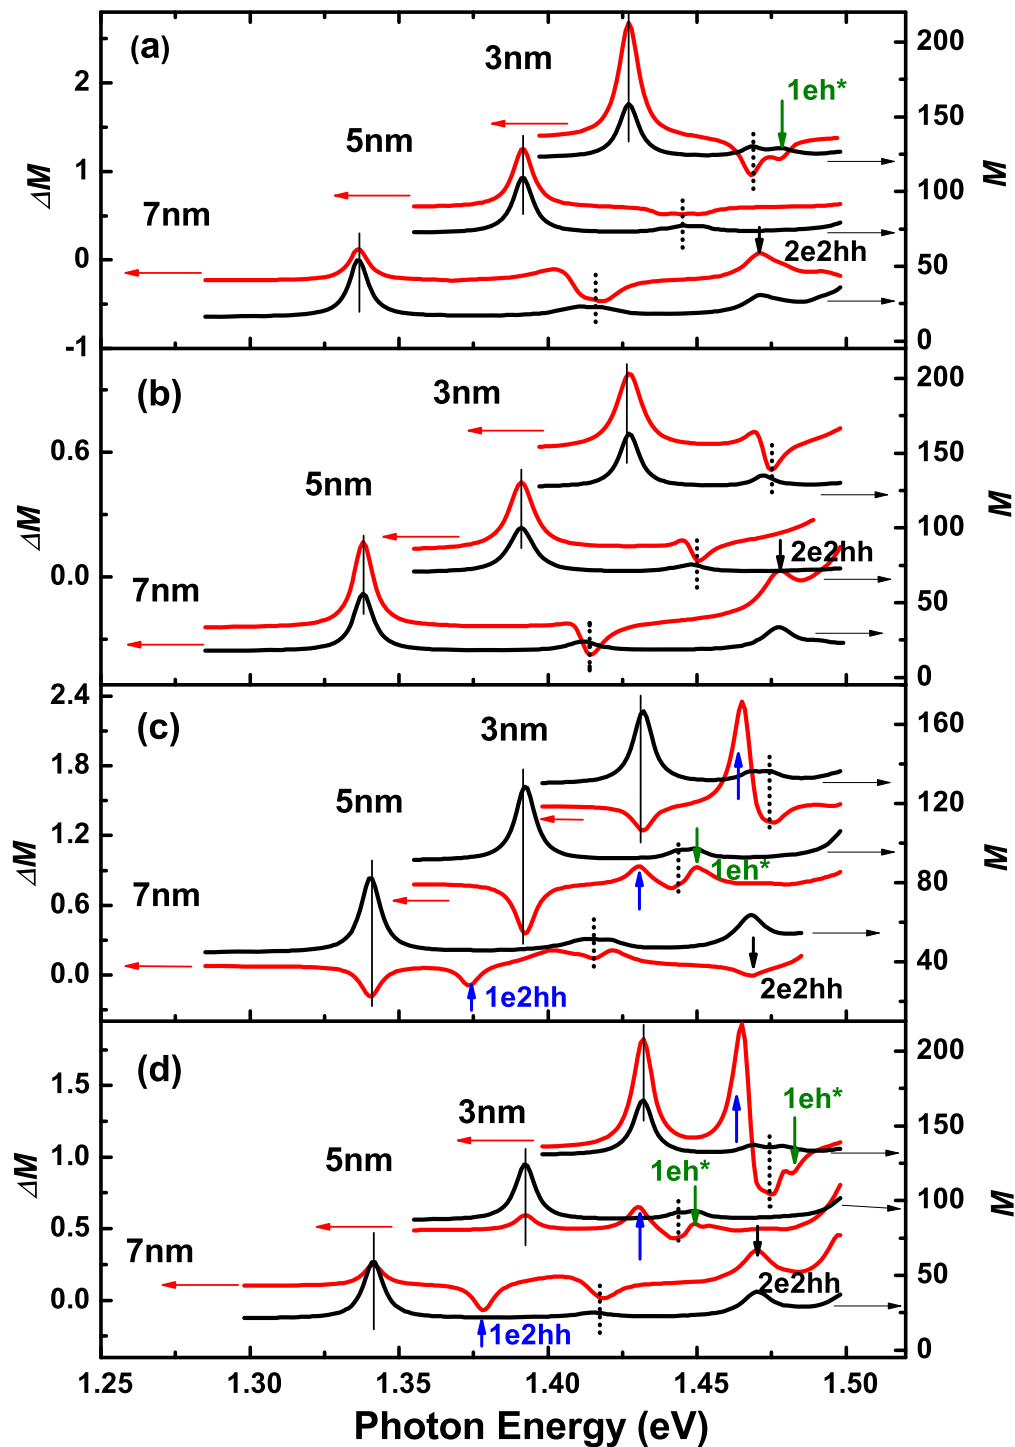 (a)
3nm
1eh*
5nm
7nm
2e2hh
ΔM
2
1
0
-1
M
200
150
100
50
0
(b)
3nm
5nm
2e2hh
7nm
ΔM
0.6
0.0
M
200
150
100
50
0
(c)
3nm
5nm
1eh*
7nm
1e2hh
2e2hh
ΔM
2.4
1.8
1.2
0.6
0.0
M
160
120
80
40
(d)
3nm
1eh*
5nm
1eh*
7nm
2e2hh
1e2hh
ΔM
1.5
1.0
0.5
0.0
M
200
150
100
50
0
1.25 1.30 1.35 1.40 1.45 1.50
Photon Energy (eV)